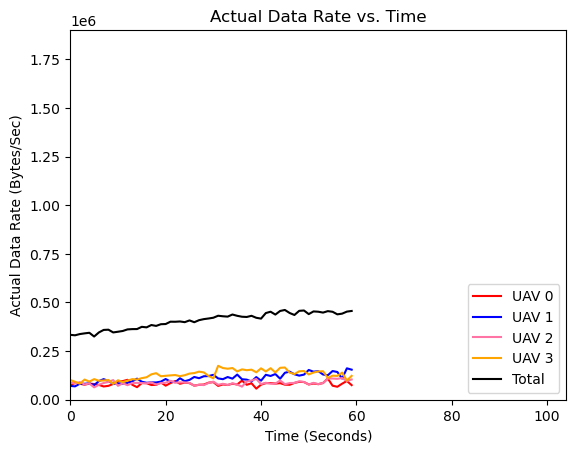 Actual Data Rate vs. Time
1e6
Actual Data Rate (Bytes/Sec)
1.75
1.50
1.25
1.00
0.75
0.50
0.25
0.00
0 20 40 60 80 100
Time (Seconds)
UAV 0
UAV 1
UAV 2
UAV 3
Total